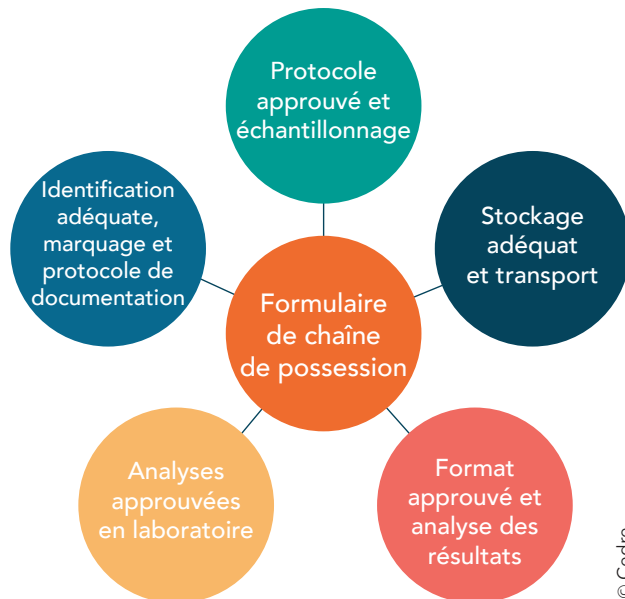 Protocole
approuvé et
échantillonnage
Identification
adéquate,
marquage et
protocole de
documentation
Stockage
adéquat
et transport
Formulaire
de chaîne
de possession
Analyses
approuvées
en laboratoire
Format
approuvé et
analyse des
résultats
© Cedre